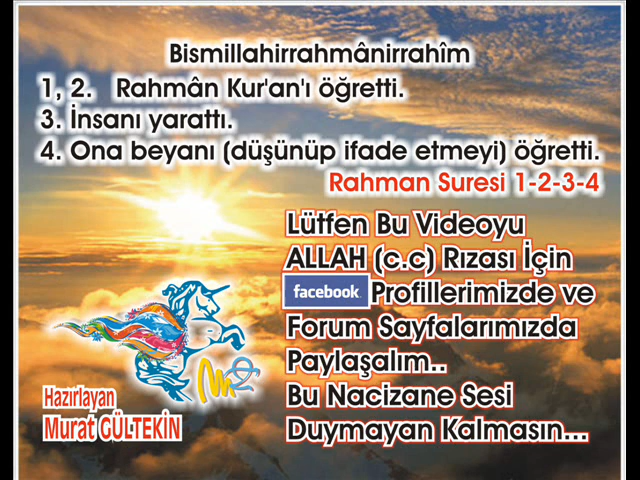 Bismillahirrahmânirrahîm
1, 2. Rahmân Kur'an'ı öğretti.
3. İnsanı yarattı.
4. Ona beyanı (düşünüp ifade etmeyi) öğretti.
Rahman Suresi 1-2-3-4
Lütfen Bu Videoyu
ALLAH (c.c) Rızası İçin
facebook. Profillerimizde ve
Forum Sayfalarımızda
Paylaşalım..
Bu Nacizane Sesi
Duymayan Kalmasın...
Hazırlayan
Murat GÜLTEKİN